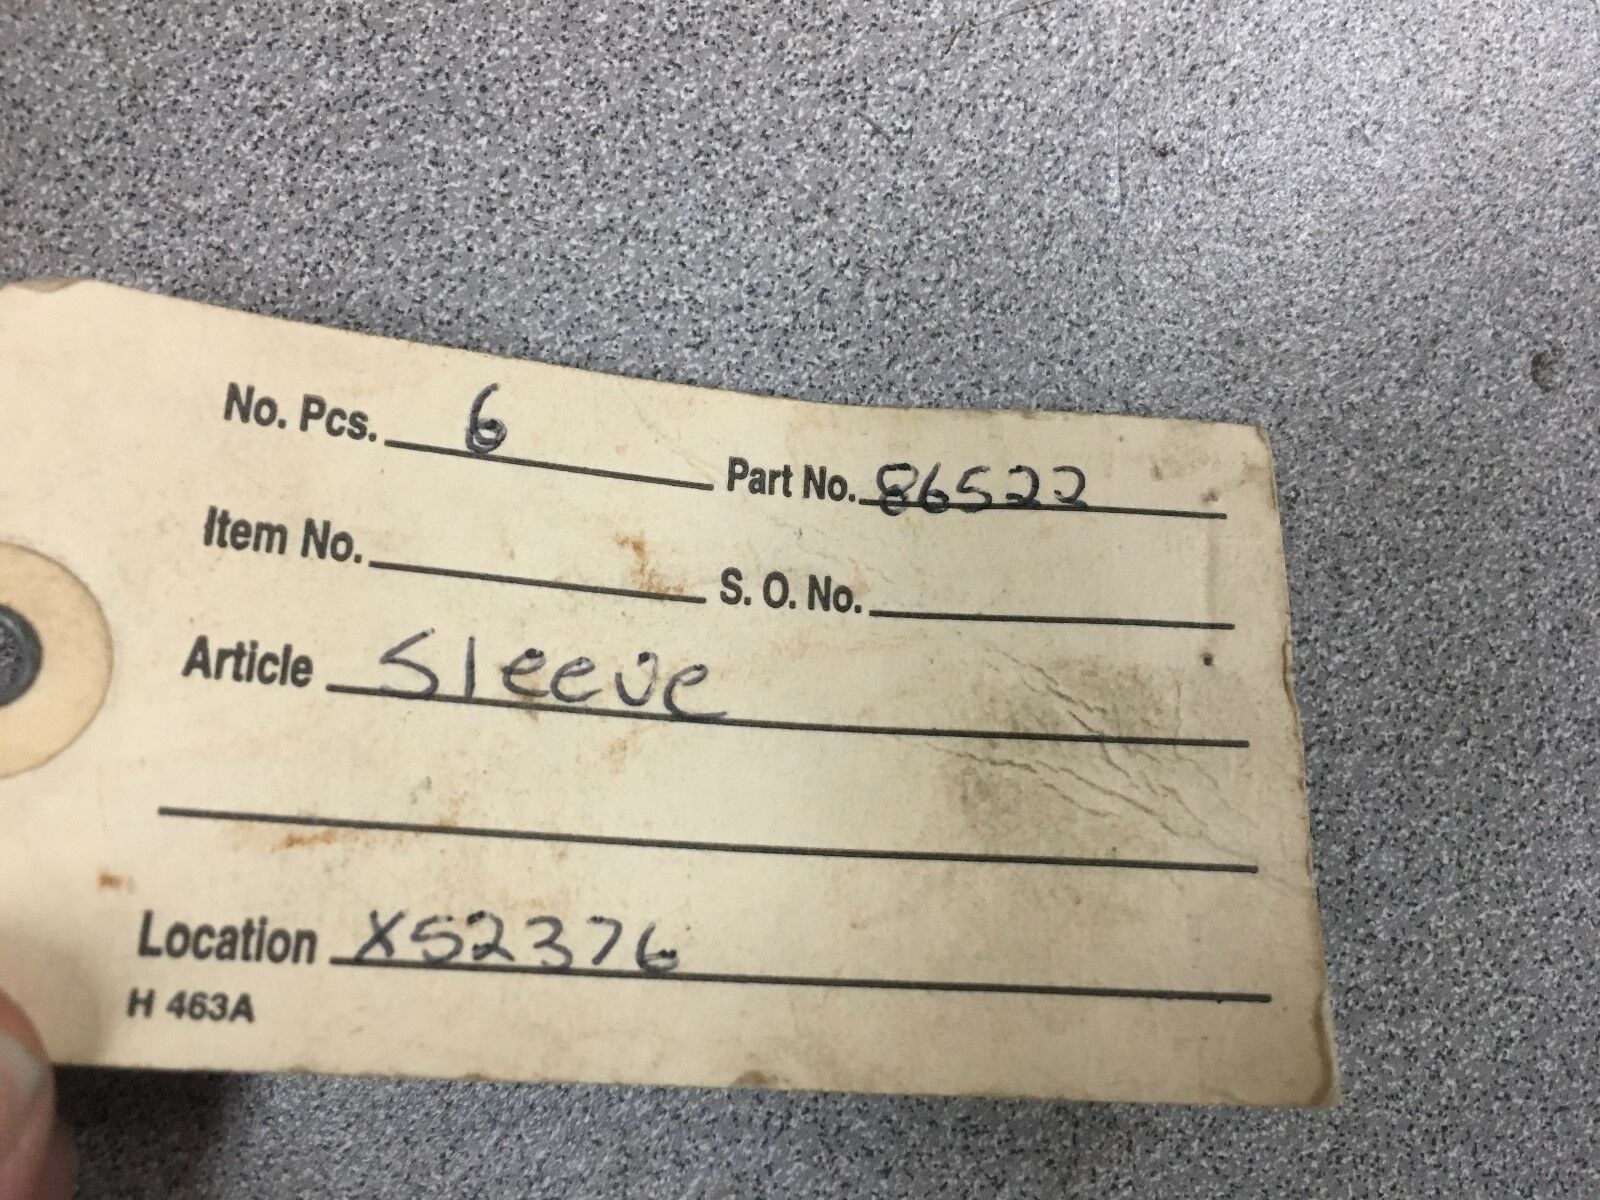 No. Pcs. 6 Part No. 86522
Item No. S. O. No.
Article Sleeve
Location X52376
H 463A